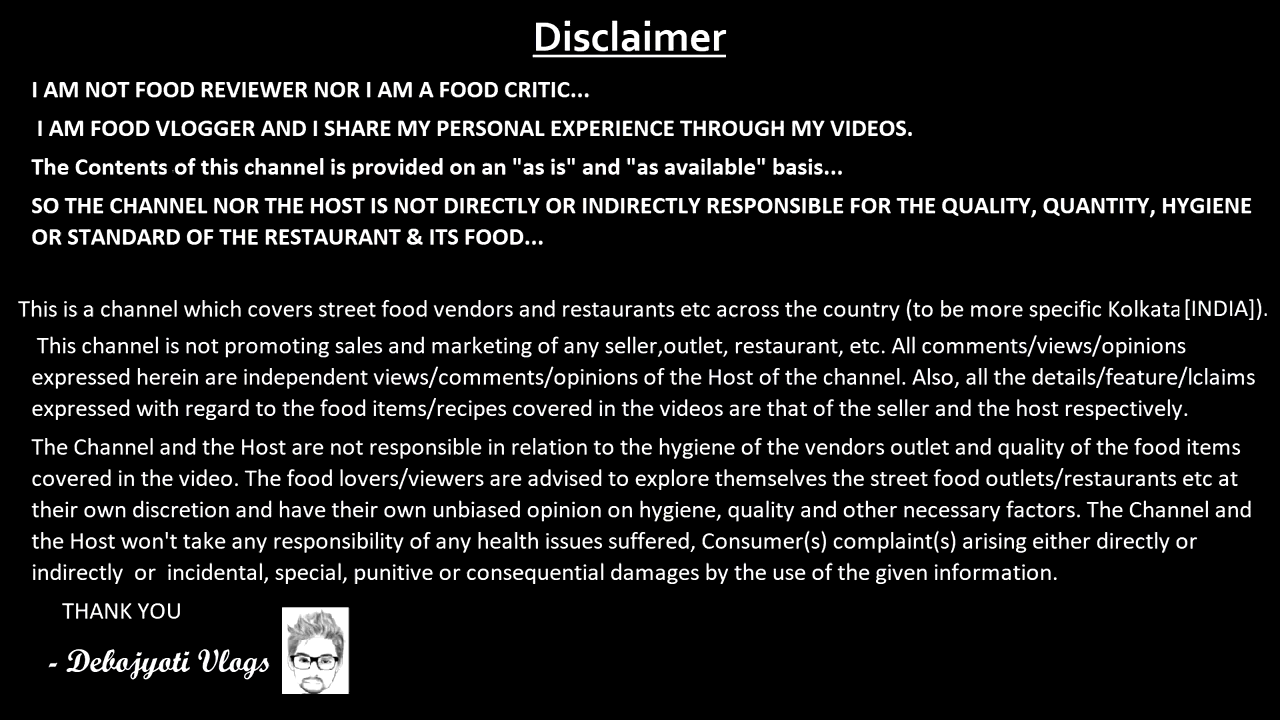 Disclaimer
I AM NOT FOOD REVIEWER NOR I AM A FOOD CRITIC...
I AM FOOD VLOGGER AND I SHARE MY PERSONAL EXPERIENCE THROUGH MY VIDEOS.
The Contents of this channel is provided on an "as is" and "as available" basis...
SO THE CHANNEL NOR THE HOST IS NOT DIRECTLY OR INDIRECTLY RESPONSIBLE FOR THE QUALITY, QUANTITY, HYGIENE
OR STANDARD OF THE RESTAURANT & ITS FOOD...
This is a channel which covers street food vendors and restaurants etc across the country (to be more specific Kolkata[INDIA]).
This channel is not promoting sales and marketing of any seller,outlet, restaurant, etc. All comments/views/opinions
expressed herein are independent views/comments/opinions of the Host of the channel. Also, all the details/feature/lclaims
expressed with regard to the food items/recipes covered in the videos are that of the seller and the host respectively.
The Channel and the Host are not responsible in relation to the hygiene of the vendors outlet and quality of the food items
covered in the video. The food lovers/viewers are advised to explore themselves the street food outlets/restaurants etc at
their own discretion and have their own unbiased opinion on hygiene, quality and other necessary factors. The Channel and
the Host won't take any responsibility of any health issues suffered, Consumer(s) complaint(s) arising either directly or
indirectly or incidental, special, punitive or consequential damages by the use of the given information.
THANK YOU
- Debojyoti Vlogs